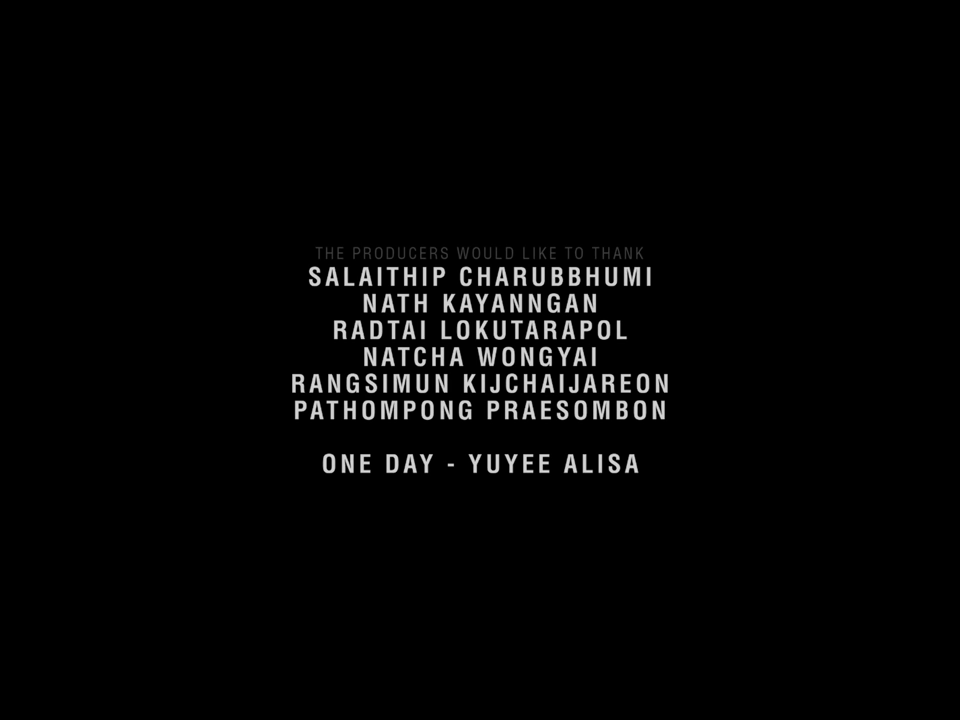 THE PRODUCERS WOULD LIKE TO THANK
SALAITHIP CHARUBBHUMI
NATH KAYANNGAN
RADTAI LOKUTARAPOL
NATCHA WONGYAI
RANGSIMUN KIJCHAIJAREON
PATHOMPONG PRAESOMBON
ONE DAY - YUYEE ALISA